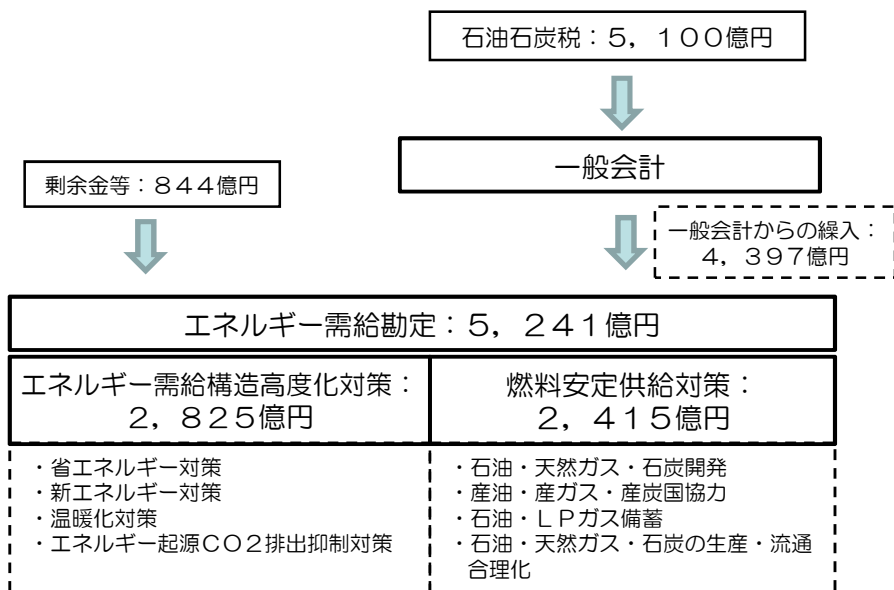 石油石炭税：５，１００億円
一般会計
剰余金等：８４４億円
一般会計からの繰入：
４，３９７億円
エネルギー需給勘定：５，２４１億円
エネルギー需給構造高度化対策：
２，８２５億円
燃料安定供給対策：
２，４１５億円
・省エネルギー対策
・新エネルギー対策
・温暖化対策
・エネルギー起源ＣＯ２排出抑制対策
・石油・天然ガス・石炭開発
・産油・産ガス・産炭国協力
・石油・ＬＰガス備蓄
・石油・天然ガス・石炭の生産・流通
合理化